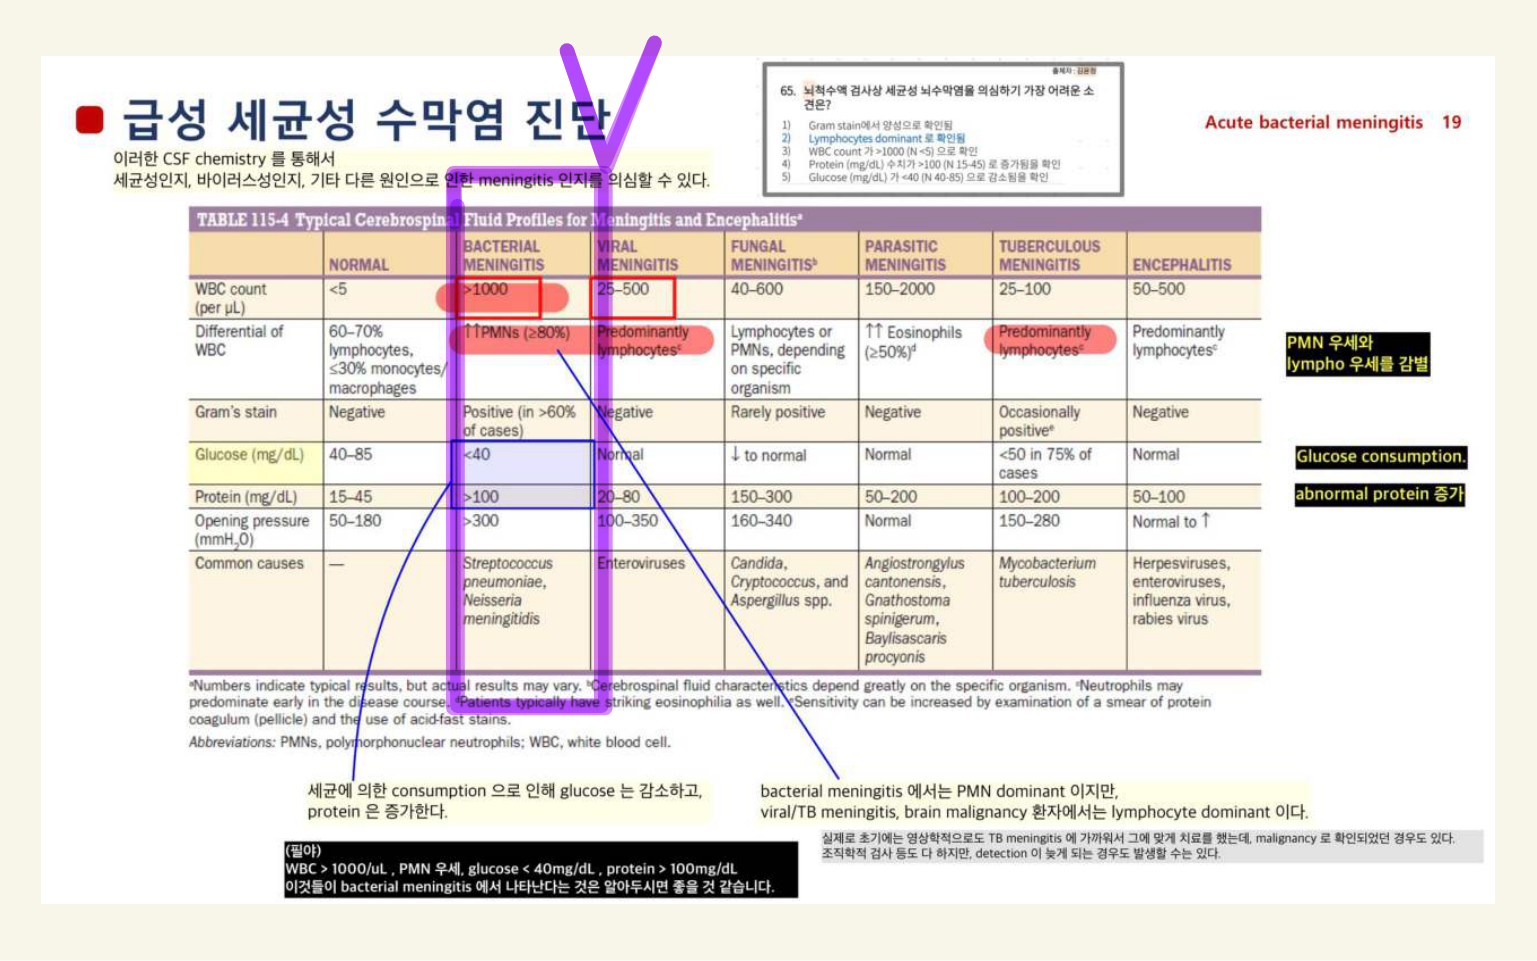 급성 세균성 수막염 진단
이러한 CSF chemistry 를 통해서
세균성인지, 바이러스성인지, 기타 다른 원인으로 인한 meningitis 인지를 의심할 수 있다.
출제자 : 김윤정
65. 뇌척수액 검사상 세균성 뇌수막염을 의심하기 가장 어려운 소
견은?
1) Gram stain에서 양성으로 확인됨
2) Lymphocytes dominant 로 확인됨
3) WBC count 가 >1000 (N <5) 으로 확인
4) Protein (mg/dL) 수치가 >100 (N 15-45) 로 증가됨을 확인
5) Glucose (mg/dL) 가 <40 (N 40-85) 으로 감소됨을 확인
Acute bacterial meningitis 19
TABLE 115-4 Typical Cerebrospinal Fluid Profiles for Meningitis and Encephalitisᵃ
NORMAL
BACTERIAL
MENINGITIS
VIRAL
MENINGITIS
FUNGAL
MENINGITISᵇ
PARASITIC
MENINGITIS
TUBERCULOUS
MENINGITIS
ENCEPHALITIS
WBC count
(per µL)
<5
>1000
25–500
40–600
150–2000
25–100
50–500
Differential of
WBC
60–70%
lymphocytes,
≤30% monocytes/
macrophages
↑↑PMNs (≥80%)
Predominantly
lymphocytesᶜ
Lymphocytes or
PMNs, depending
on specific
organism
↑↑ Eosinophils
(≥50%)ᵈ
Predominantly
lymphocytesᶜ
Predominantly
lymphocytesᶜ
Gram's stain
Negative
Positive (in >60%
of cases)
Negative
Rarely positive
Negative
Occasionally
positiveᵉ
Negative
Glucose (mg/dL)
40–85
<40
Normal
↓ to normal
Normal
<50 in 75% of
cases
Normal
Protein (mg/dL)
15–45
>100
20–80
150–300
50–200
100–200
50–100
Opening pressure
(mmH₂O)
50–180
>300
100–350
160–340
Normal
150–280
Normal to ↑
Common causes
—
Streptococcus
pneumoniae,
Neisseria
meningitidis
Enteroviruses
Candida,
Cryptococcus, and
Aspergillus spp.
Angiostrongylus
cantonensis,
Gnathostoma
spinigerum,
Baylisascaris
procyonis
Mycobacterium
tuberculosis
Herpesviruses,
enteroviruses,
influenza virus,
rabies virus
PMN 우세와
lympho 우세를 감별
Glucose consumption.
abnormal protein 증가
ᵃNumbers indicate typical results, but actual results may vary. ᵇCerebrospinal fluid characteristics depend greatly on the specific organism. ᶜNeutrophils may
predominate early in the disease course. ᵈPatients typically have striking eosinophilia as well. ᵉSensitivity can be increased by examination of a smear of protein
coagulum (pellicle) and the use of acid-fast stains.
Abbreviations: PMNs, polymorphonuclear neutrophils; WBC, white blood cell.
세균에 의한 consumption 으로 인해 glucose 는 감소하고,
protein 은 증가한다.
bacterial meningitis 에서는 PMN dominant 이지만,
viral/TB meningitis, brain malignancy 환자에서는 lymphocyte dominant 이다.
실제로 초기에는 영상학적으로도 TB meningitis 에 가까워서 그에 맞게 치료를 했는데, malignancy 로 확인되었던 경우도 있다.
조직학적 검사 등도 다 하지만, detection 이 늦게 되는 경우도 발생할 수는 있다.
(필야)
WBC > 1000/uL , PMN 우세, glucose < 40mg/dL , protein > 100mg/dL
이것들이 bacterial meningitis 에서 나타난다는 것은 알아두시면 좋을 것 같습니다.